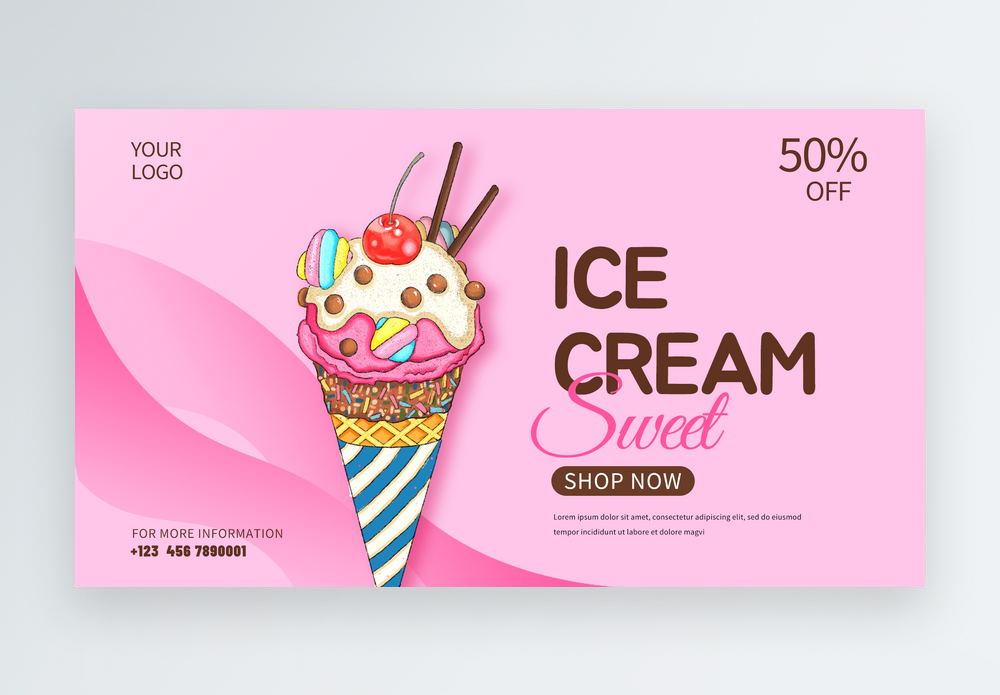 YOUR
LOGO
50%
OFF
ICE
CREAM
Sweet
SHOP NOW
Lorem ipsum dolor sit amet, consectetur adipiscing elit, sed do eiusmod
tempor incididunt ut labore et dolore magvi
FOR MORE INFORMATION
+123 456 7890001